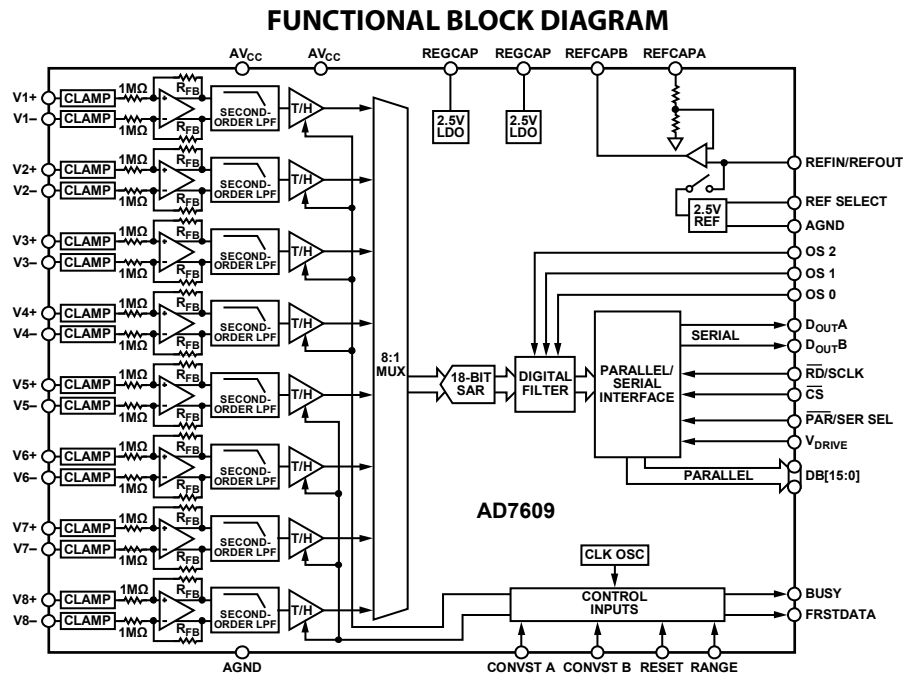 FUNCTIONAL BLOCK DIAGRAM
AVCC
AVCC
REGCAP
REGCAP
REFCAPB
REFCAPA
V1+
CLAMP
1MΩ
RFB
V1–
CLAMP
1MΩ
RFB
SECOND-
ORDER LPF
T/H
V2+
CLAMP
1MΩ
RFB
V2–
CLAMP
1MΩ
RFB
SECOND-
ORDER LPF
T/H
V3+
CLAMP
1MΩ
RFB
V3–
CLAMP
1MΩ
RFB
SECOND-
ORDER LPF
T/H
V4+
CLAMP
1MΩ
RFB
V4–
CLAMP
1MΩ
RFB
SECOND-
ORDER LPF
T/H
V5+
CLAMP
1MΩ
RFB
V5–
CLAMP
1MΩ
RFB
SECOND-
ORDER LPF
T/H
V6+
CLAMP
1MΩ
RFB
V6–
CLAMP
1MΩ
RFB
SECOND-
ORDER LPF
T/H
V7+
CLAMP
1MΩ
RFB
V7–
CLAMP
1MΩ
RFB
SECOND-
ORDER LPF
T/H
V8+
CLAMP
1MΩ
RFB
V8–
CLAMP
1MΩ
RFB
SECOND-
ORDER LPF
T/H
8:1
MUX
2.5V
LDO
2.5V
LDO
2.5V
REF
REFIN/REFOUT
REF SELECT
AGND
OS 2
OS 1
OS 0
18-BIT
SAR
DIGITAL
FILTER
PARALLEL/
SERIAL
INTERFACE
SERIAL
DOUTA
DOUTB
RD/SCLK
CS
PAR/SER SEL
VDRIVE
PARALLEL
DB[15:0]
AD7609
CLK OSC
CONTROL
INPUTS
BUSY
FRSTDATA
AGND
CONVST A
CONVST B
RESET
RANGE